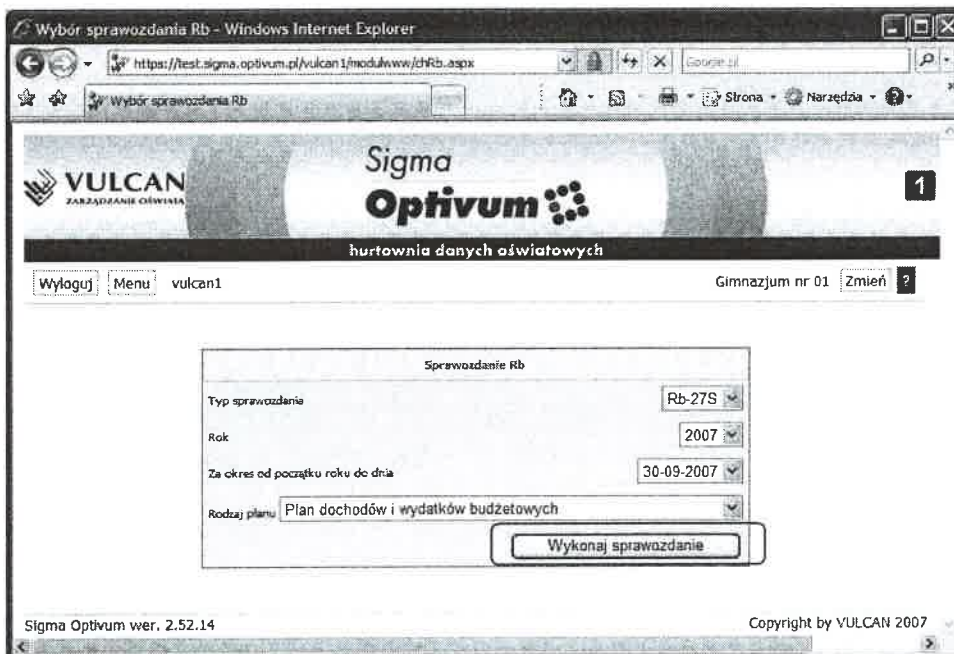 Wybór sprawozdania Rb - Windows Internet Explorer
https://test.sigma.optivum.pl/vulcan1/modulwww/chRb.aspx
Google.pl
Wybór sprawozdania Rb
Strona
Narzędzia
VULCAN
ZARZĄDZANIE OŚWIATĄ
Sigma
Optivum
1
hurtownia danych oświatowych
Wyloguj Menu vulcan1 Gimnazjum nr 01 Zmień ?
Sprawozdanie Rb
Typ sprawozdania Rb-27S
Rok 2007
Za okres od początku roku do dnia 30-09-2007
Rodzaj planu Plan dochodów i wydatków budżetowych
Wykonaj sprawozdanie
Sigma Optivum wer. 2.52.14 Copyright by VULCAN 2007